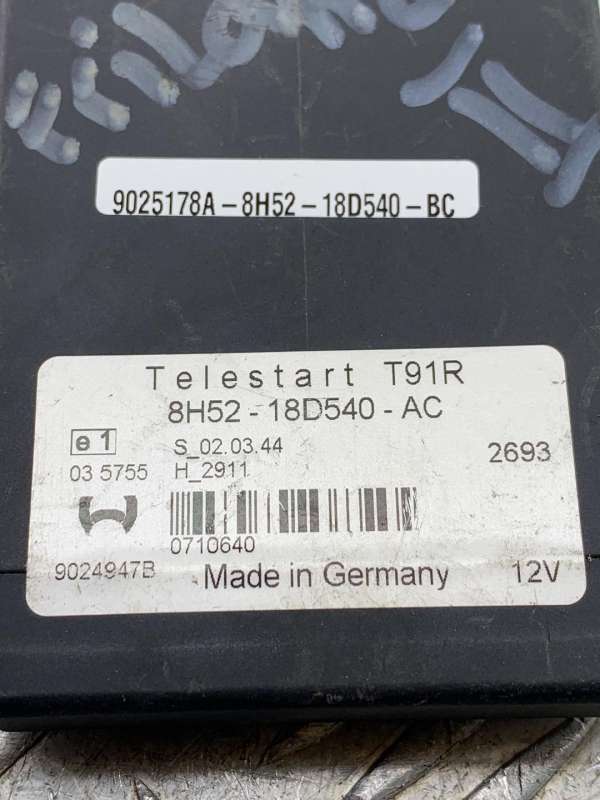 9025178A-8H52-18D540-BC
Telestart T91R
8H52-18D540-AC
e1
S_02.03.44
2693
03 5755
H_2911
0710640
9024947B
Made in Germany
12V